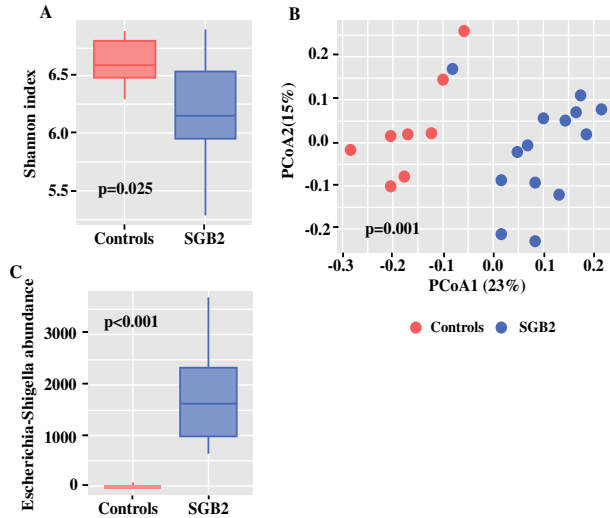 A
Shannon index
6.5
6.0
5.5
p=0.025
Controls SGB2
B
PCoA2(15%)
0.2
0.1
0.0
-0.1
-0.2
p=0.001
-0.3 -0.2 0.0 0.1 0.2
PCoA1 (23%)
Controls SGB2
C
Escherichia-Shigella abundance
3000
2000
1000
0
p<0.001
Controls SGB2